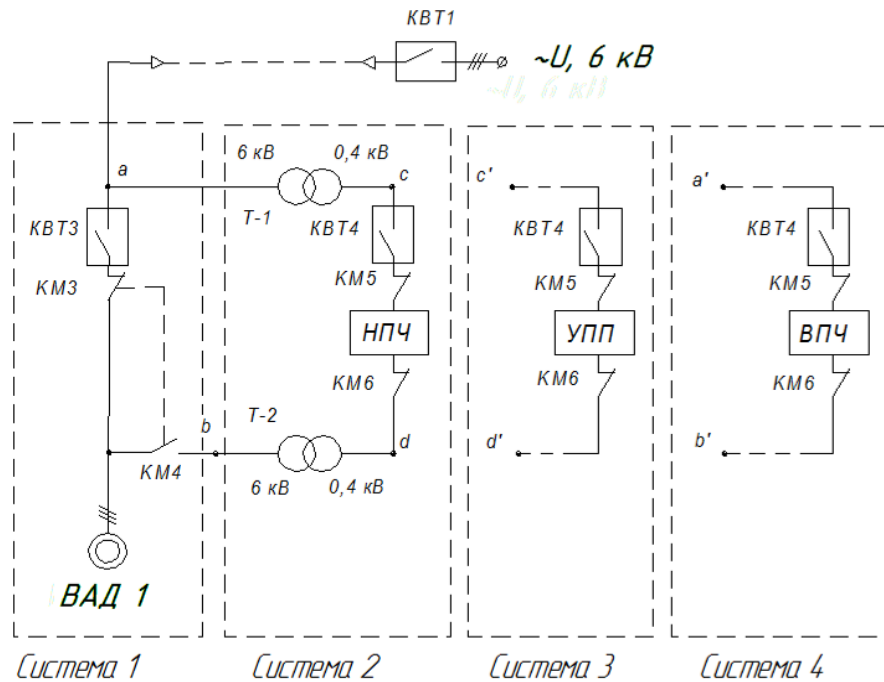 КВТ1
~U, 6 кВ
~U, 6 кВ
6 кВ
0,4 кВ
a
c
c'
a'
Т-1
КВТ3
КВТ4
КВТ4
КВТ4
КМ3
КМ5
КМ5
КМ5
НПЧ
УПП
ВПЧ
КМ6
КМ6
КМ6
Т-2
b
d
d'
b'
КМ4
6 кВ
0,4 кВ
ВАД 1
Система 1
Система 2
Система 3
Система 4